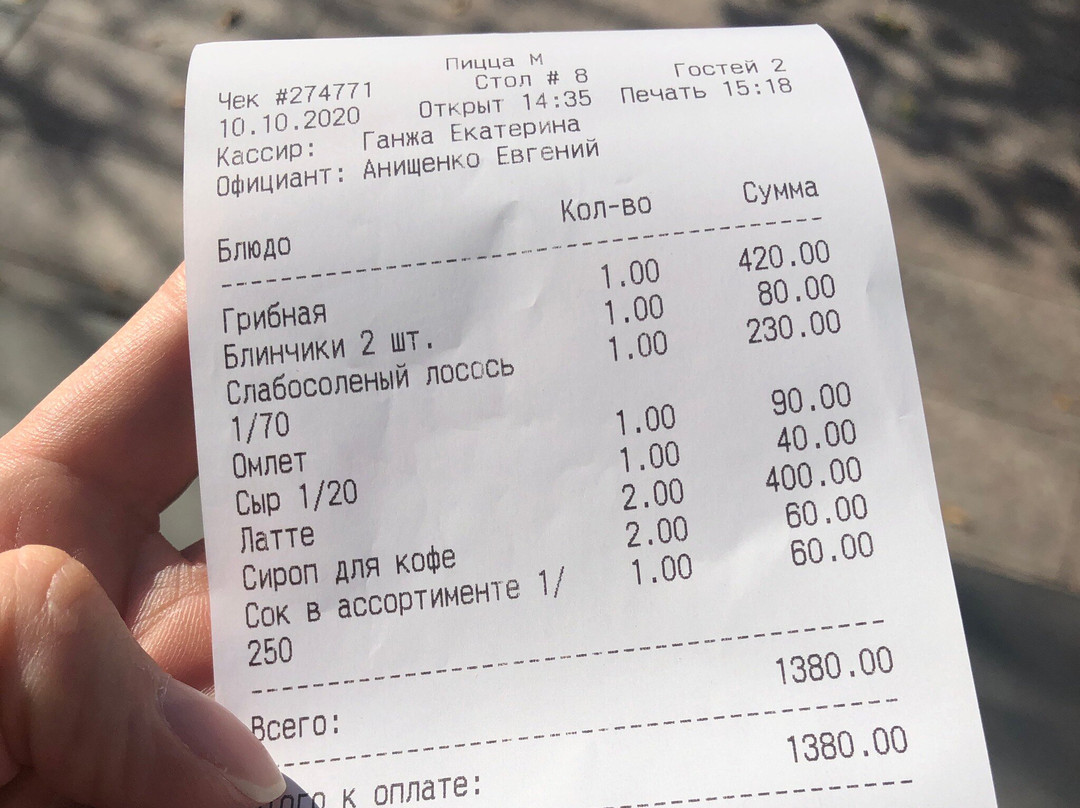 Пицца М
Чек #274771 Стол # 8 Гостей 2
10.10.2020 Открыт 14:35 Печать 15:18
Кассир: Ганжа Екатерина
Официант: Анищенко Евгений
Блюдо Кол-во Сумма
Грибная 1.00 420.00
Блинчики 2 шт. 1.00 80.00
Слабосоленый лосось 1.00 230.00
1/70
Омлет 1.00 90.00
Сыр 1/20 1.00 40.00
Латте 2.00 400.00
Сироп для кофе 2.00 60.00
Сок в ассортименте 1/ 1.00 60.00
250
Всего: 1380.00
к оплате: 1380.00